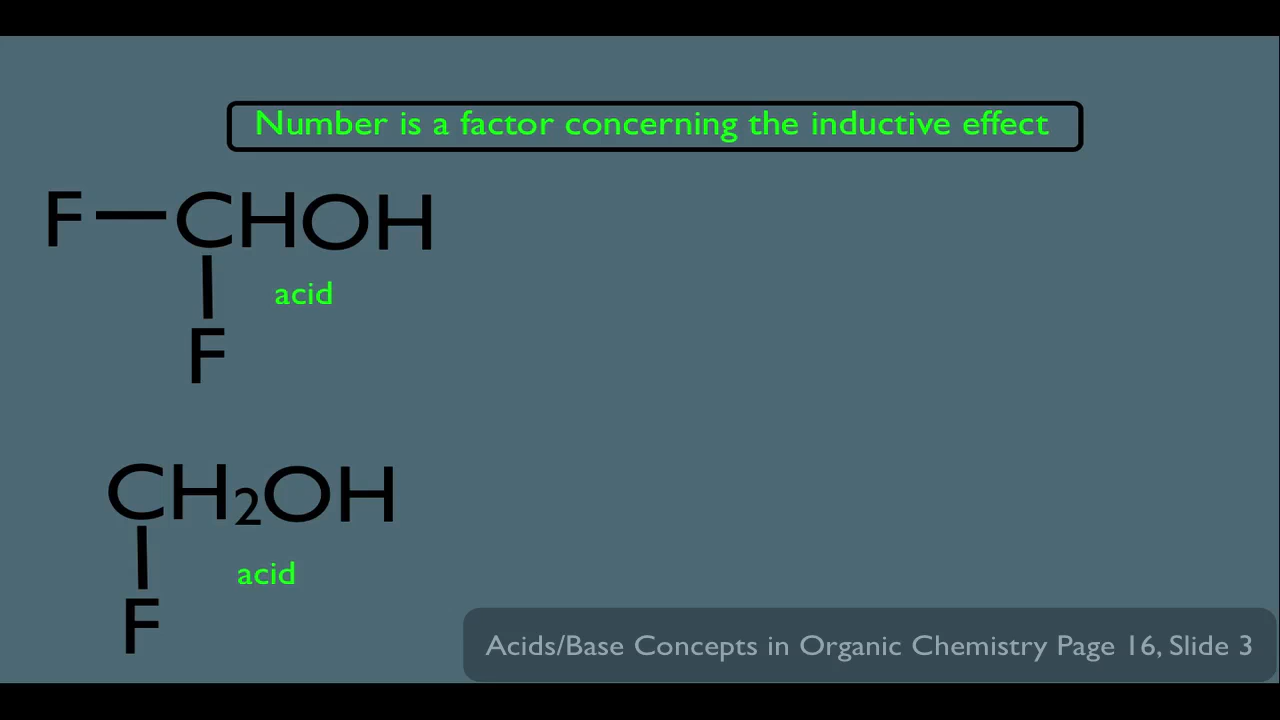 Number is a factor concerning the inductive effect
F—CHOH
acid
F
CH₂OH
acid
F
Acids/Base Concepts in Organic Chemistry Page 16, Slide 3